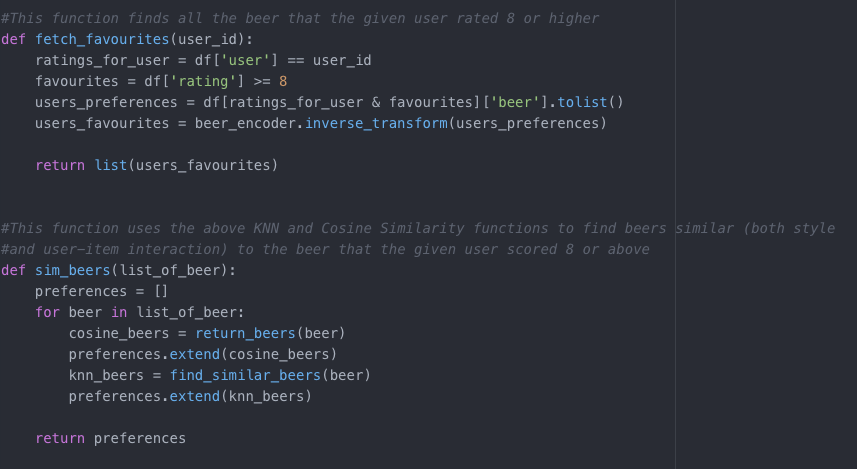 #This function finds all the beer that the given user rated 8 or higher
def fetch_favourites(user_id):
    ratings_for_user = df['user'] == user_id
    favourites = df['rating'] >= 8
    users_preferences = df[ratings_for_user & favourites]['beer'].tolist()
    users_favourites = beer_encoder.inverse_transform(users_preferences)

    return list(users_favourites)


#This function uses the above KNN and Cosine Similarity functions to find beers similar (both style
#and user-item interaction) to the beer that the given user scored 8 or above
def sim_beers(list_of_beer):
    preferences = []
    for beer in list_of_beer:
        cosine_beers = return_beers(beer)
        preferences.extend(cosine_beers)
        knn_beers = find_similar_beers(beer)
        preferences.extend(knn_beers)

    return preferences